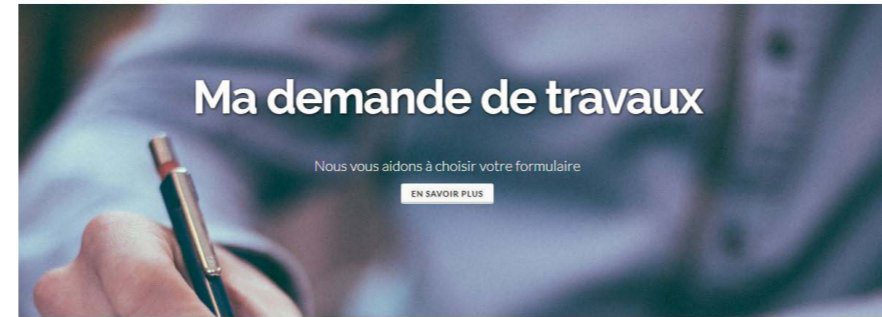 Ma demande de travaux
Nous vous aidons à choisir votre formulaire
EN SAVOIR PLUS